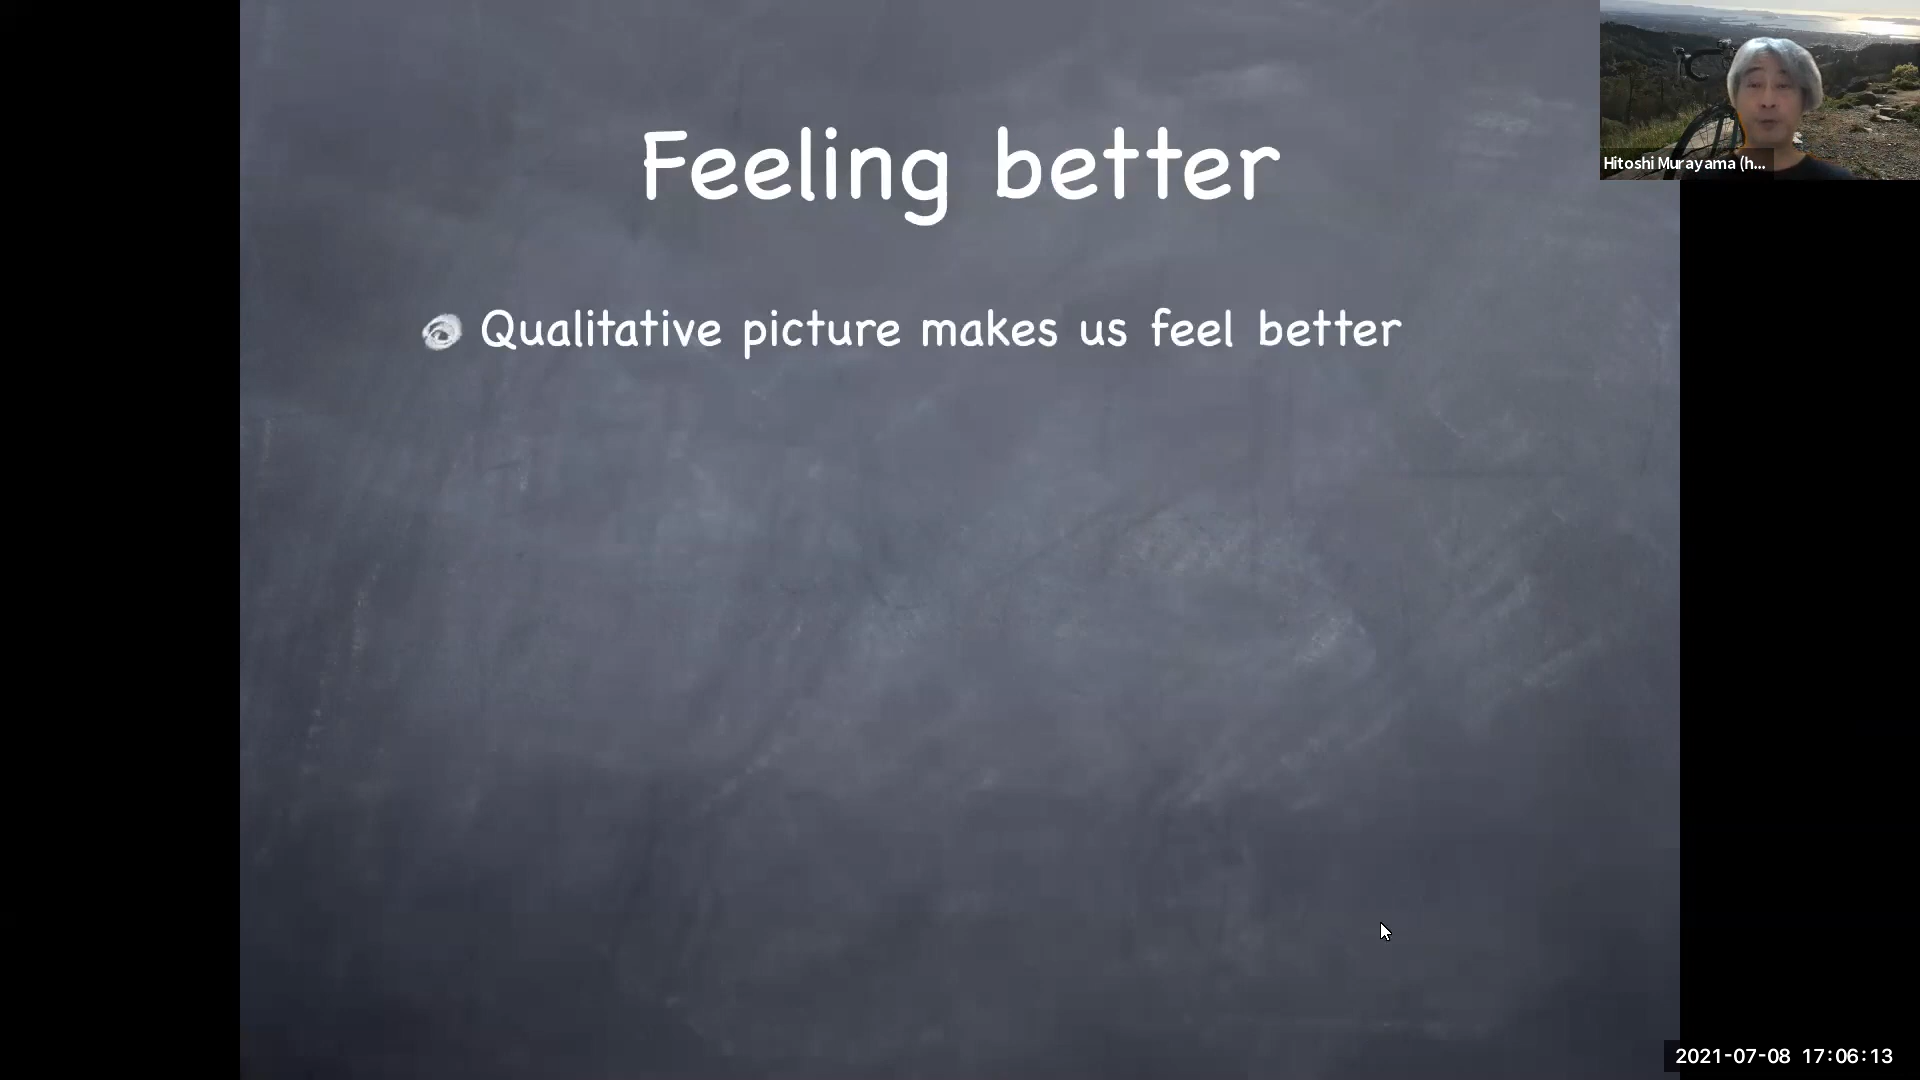 Feeling better
Qualitative picture makes us feel better
Hitoshi Murayama (h...
2021-07-08 17:06:13